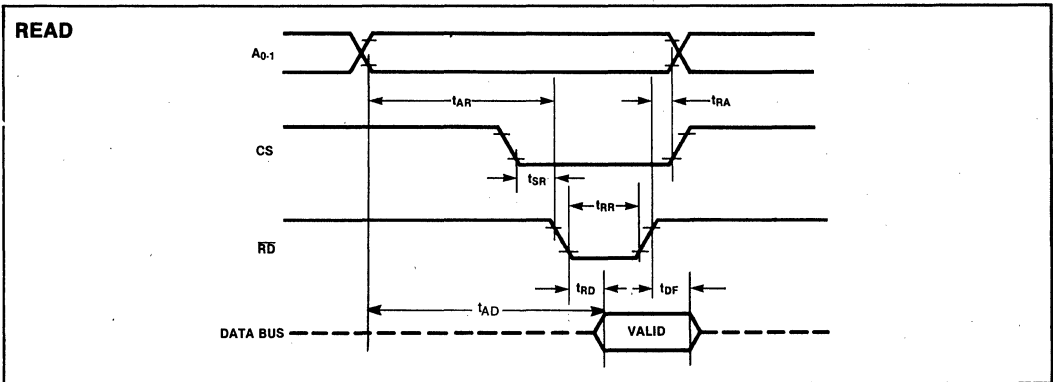 READ
A0-1
tAR
tRA
CS
tSR
tRR
RD
tRD
tDF
tAD
DATA BUS
VALID